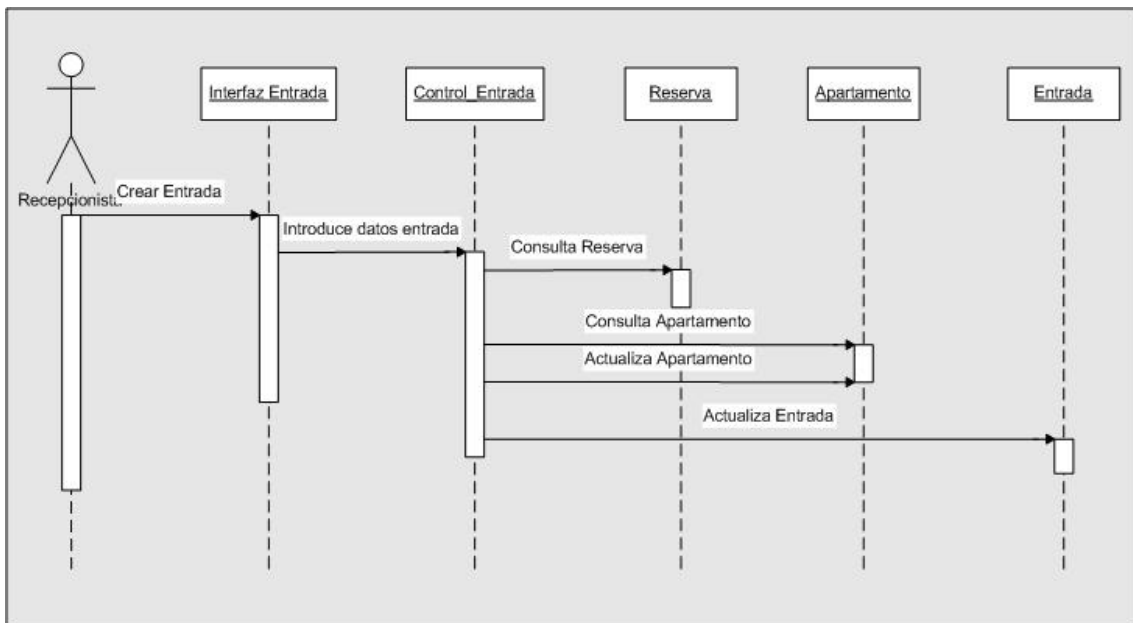 Interfaz Entrada
Control_Entrada
Reserva
Apartamento
Entrada
Recepcionista
Crear Entrada
Introduce datos entrada
Consulta Reserva
Consulta Apartamento
Actualiza Apartamento
Actualiza Entrada